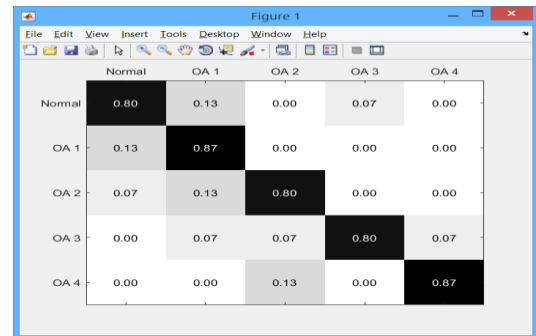 Figure 1
File Edit View Insert Tools Desktop Window Help
Normal OA 1 OA 2 OA 3 OA 4
Normal 0.80 0.13 0.00 0.07 0.00
OA 1 0.13 0.87 0.00 0.00 0.00
OA 2 0.07 0.13 0.80 0.00 0.00
OA 3 0.00 0.07 0.07 0.80 0.07
OA 4 0.00 0.00 0.13 0.00 0.87